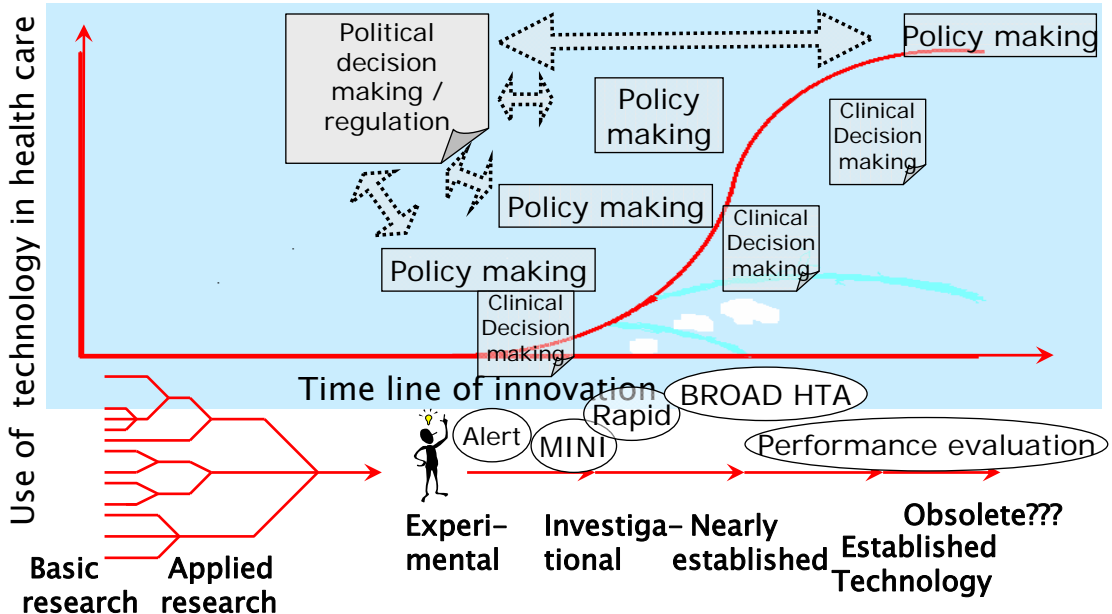 Use of technology in health care
Political
decision
making /
regulation
Policy making
Policy
making
Clinical
Decision
making
Policy making
Clinical
Decision
making
Policy making
Clinical
Decision
making
Time line of innovation
BROAD HTA
Rapid
Alert
MINI
Performance evaluation
Experi-
mental
Investiga-
tional
Nearly
established
Obsolete???
Established
Technology
Basic
research
Applied
research